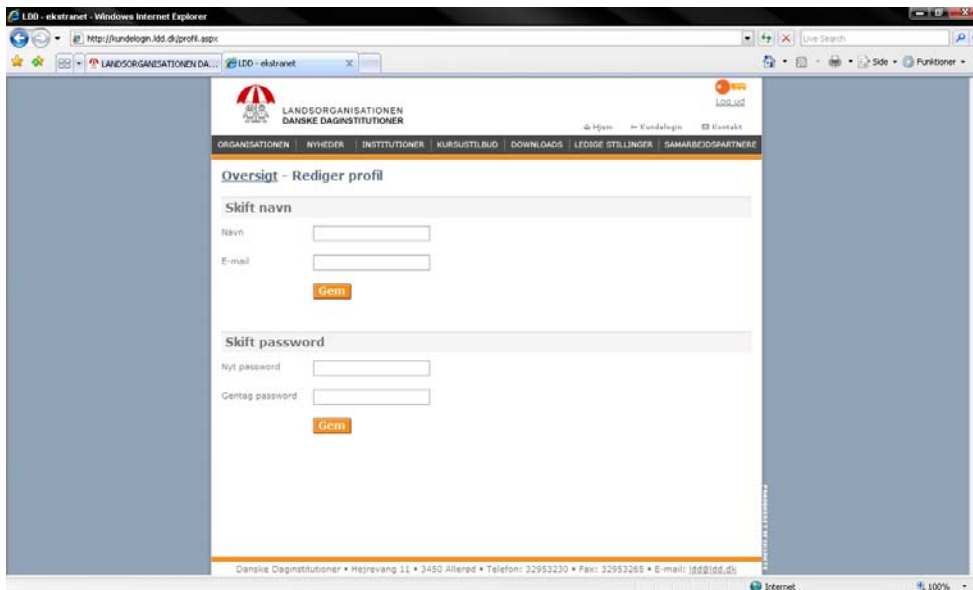 LDD - ekstranet - Windows Internet Explorer
http://kundelogin.ldd.dk/profil.aspx
Live Search
LANDSORGANISATIONEN DA...
LDD - ekstranet
Side
Funktioner
Log ud
LANDSORGANISATIONEN
DANSKE DAGINSTITUTIONER
Hjem
Kundelogin
Kontakt
ORGANISATIONEN
NYHEDER
INSTITUTIONER
KURSUSTILBUD
DOWNLOADS
LEDIGE STILLINGER
SAMARBEJDSPARTNERE
Oversigt - Rediger profil
Skift navn
Navn
E-mail
Gem
Skift password
Nyt password
Gentag password
Gem
Danske Daginstitutioner • Hejrevang 11 • 3450 Allerød • Telefon: 32953230 • Fax: 32953265 • E-mail: ldd@ldd.dk
Internet
100%